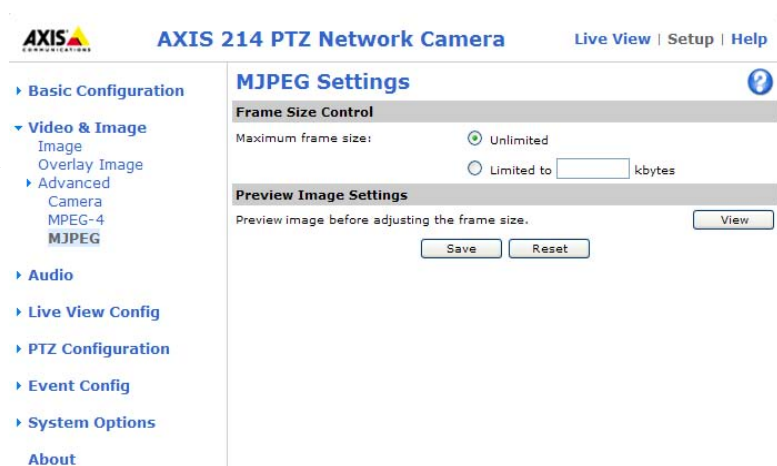 AXIS
COMMUNICATIONS
AXIS 214 PTZ Network Camera
Live View | Setup | Help
Basic Configuration
Video & Image
Image
Overlay Image
Advanced
Camera
MPEG-4
MJPEG
Audio
Live View Config
PTZ Configuration
Event Config
System Options
About
MJPEG Settings
?
Frame Size Control
Maximum frame size: Unlimited
Limited to kbytes
Preview Image Settings
Preview image before adjusting the frame size. View
Save Reset